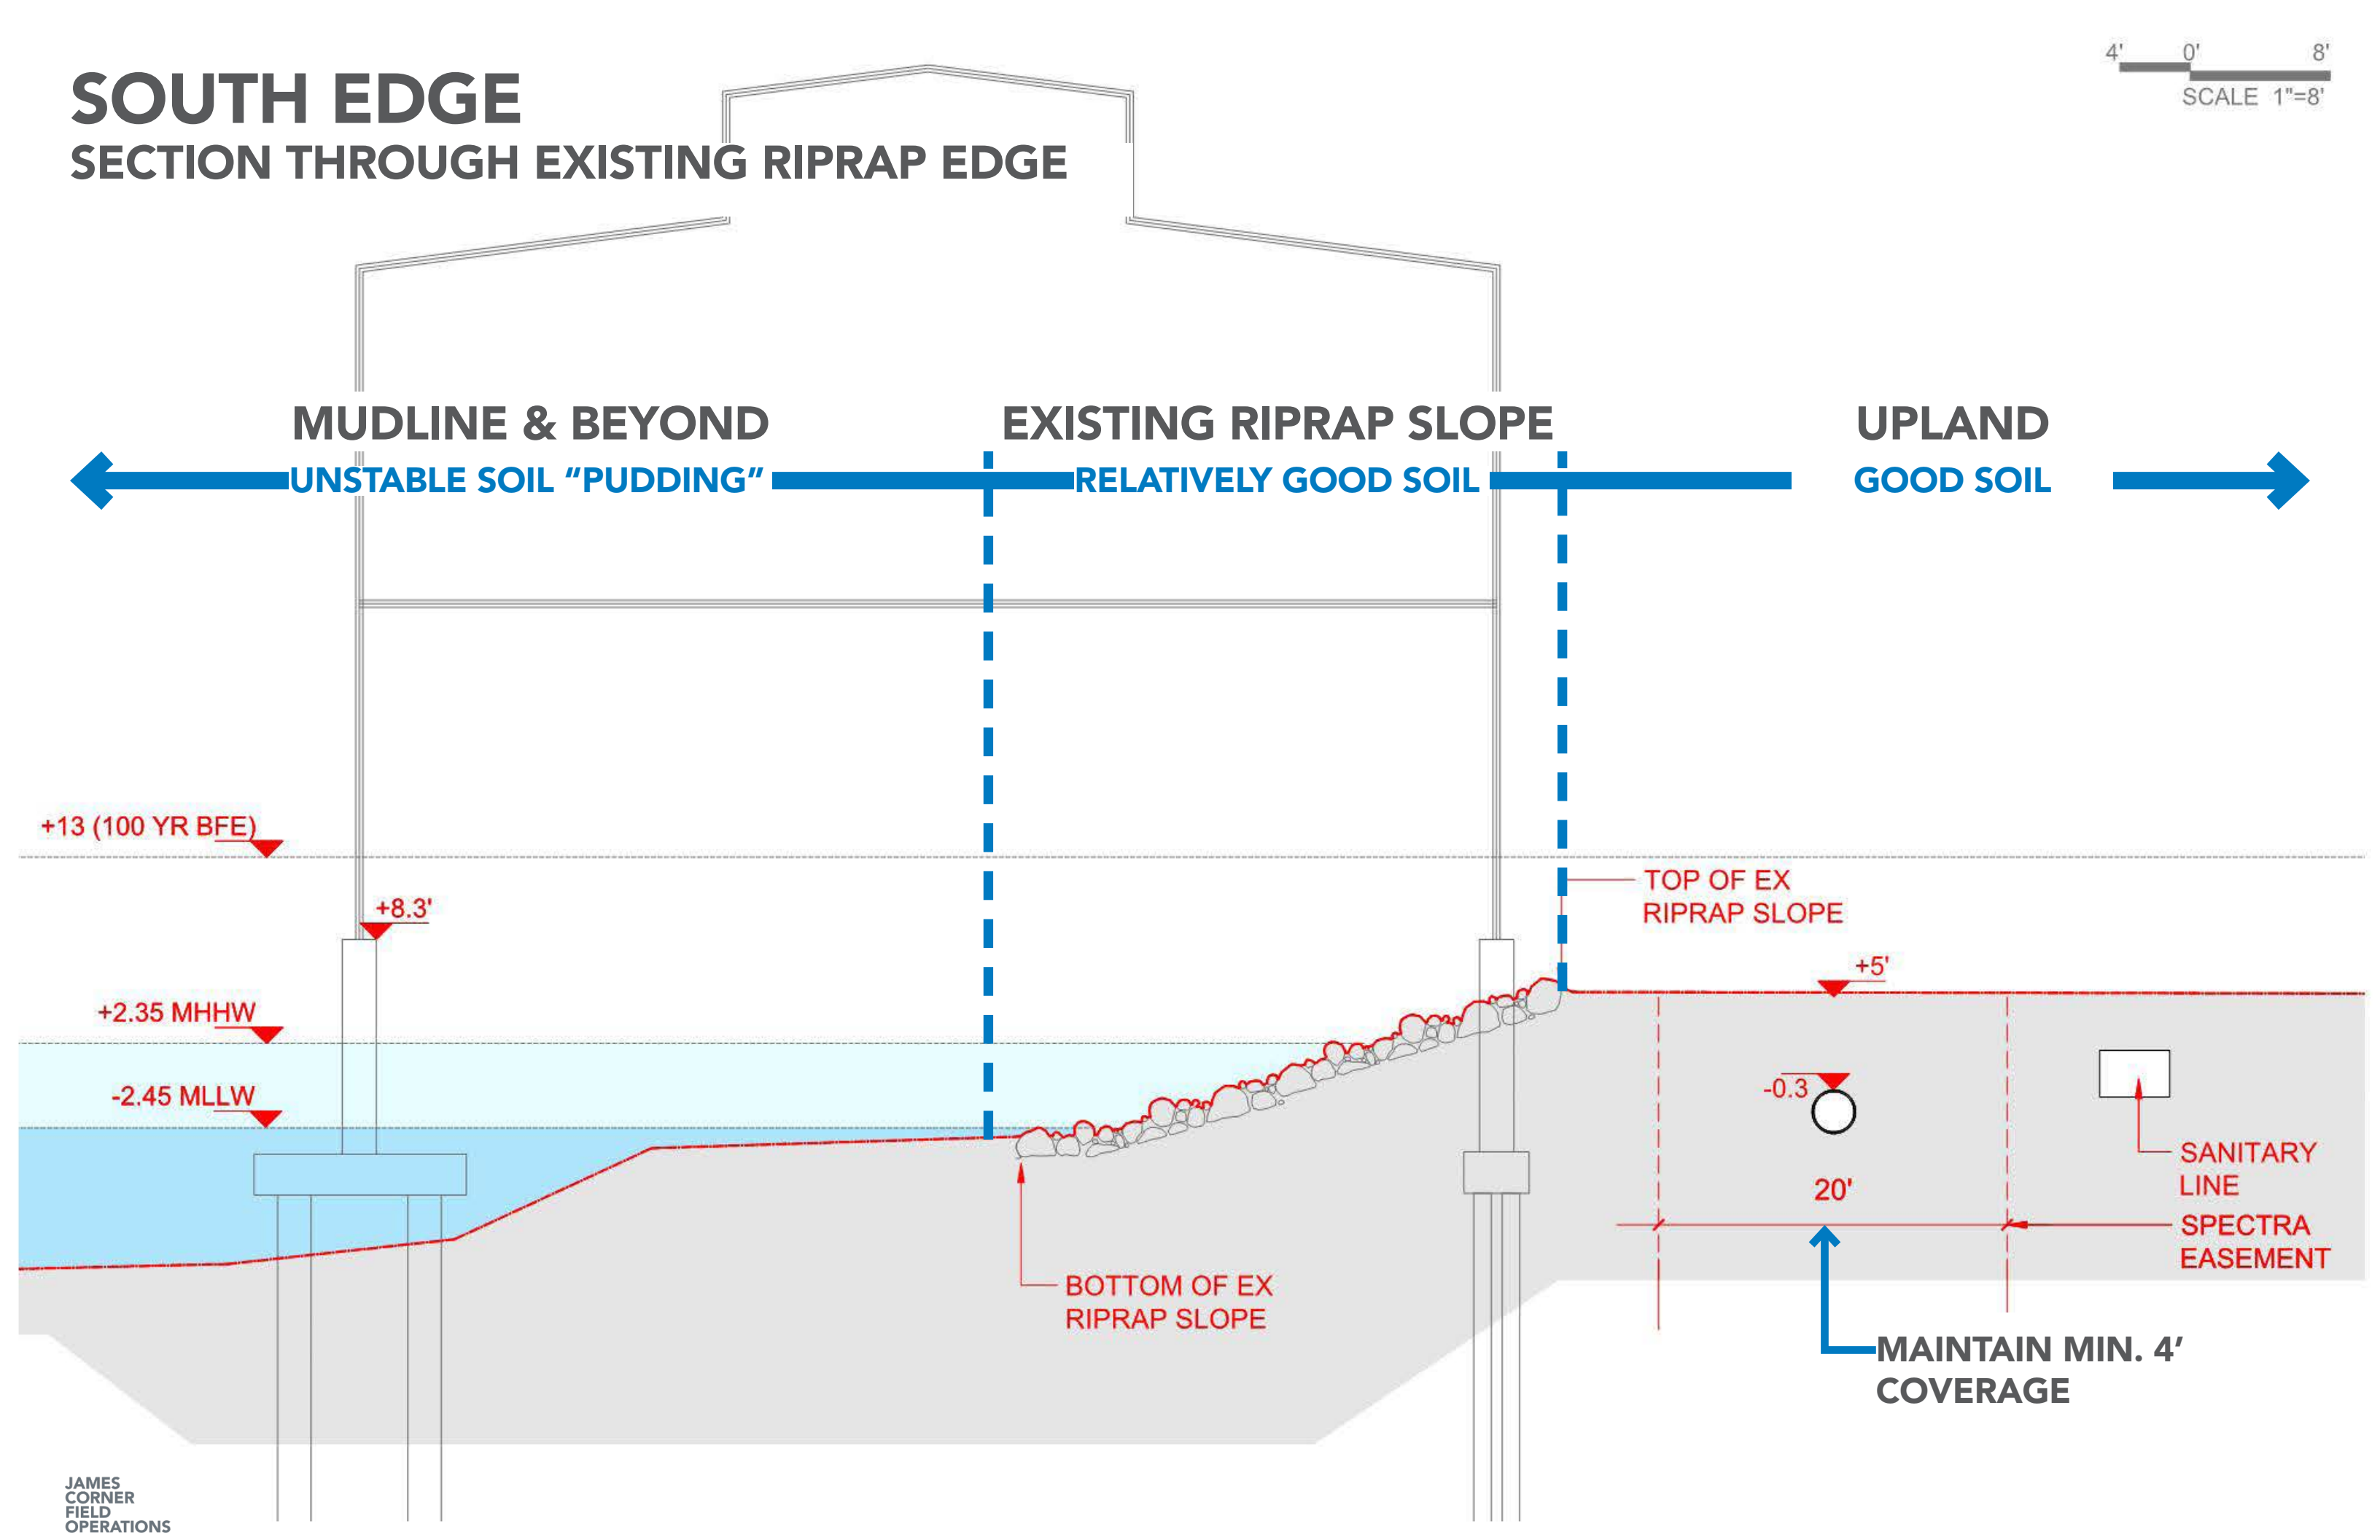 SOUTH EDGE
SECTION THROUGH EXISTING RIPRAP EDGE
4' 0' 8'
SCALE 1"=8'
MUDLINE & BEYOND
EXISTING RIPRAP SLOPE
UPLAND
UNSTABLE SOIL “PUDDING”
RELATIVELY GOOD SOIL
GOOD SOIL
+13 (100 YR BFE)
TOP OF EX
RIPRAP SLOPE
+8.3'
+5'
+2.35 MHHW
-2.45 MLLW
-0.3
SANITARY
LINE
20'
SPECTRA
EASEMENT
BOTTOM OF EX
RIPRAP SLOPE
MAINTAIN MIN. 4'
COVERAGE
JAMES
CORNER
FIELD
OPERATIONS